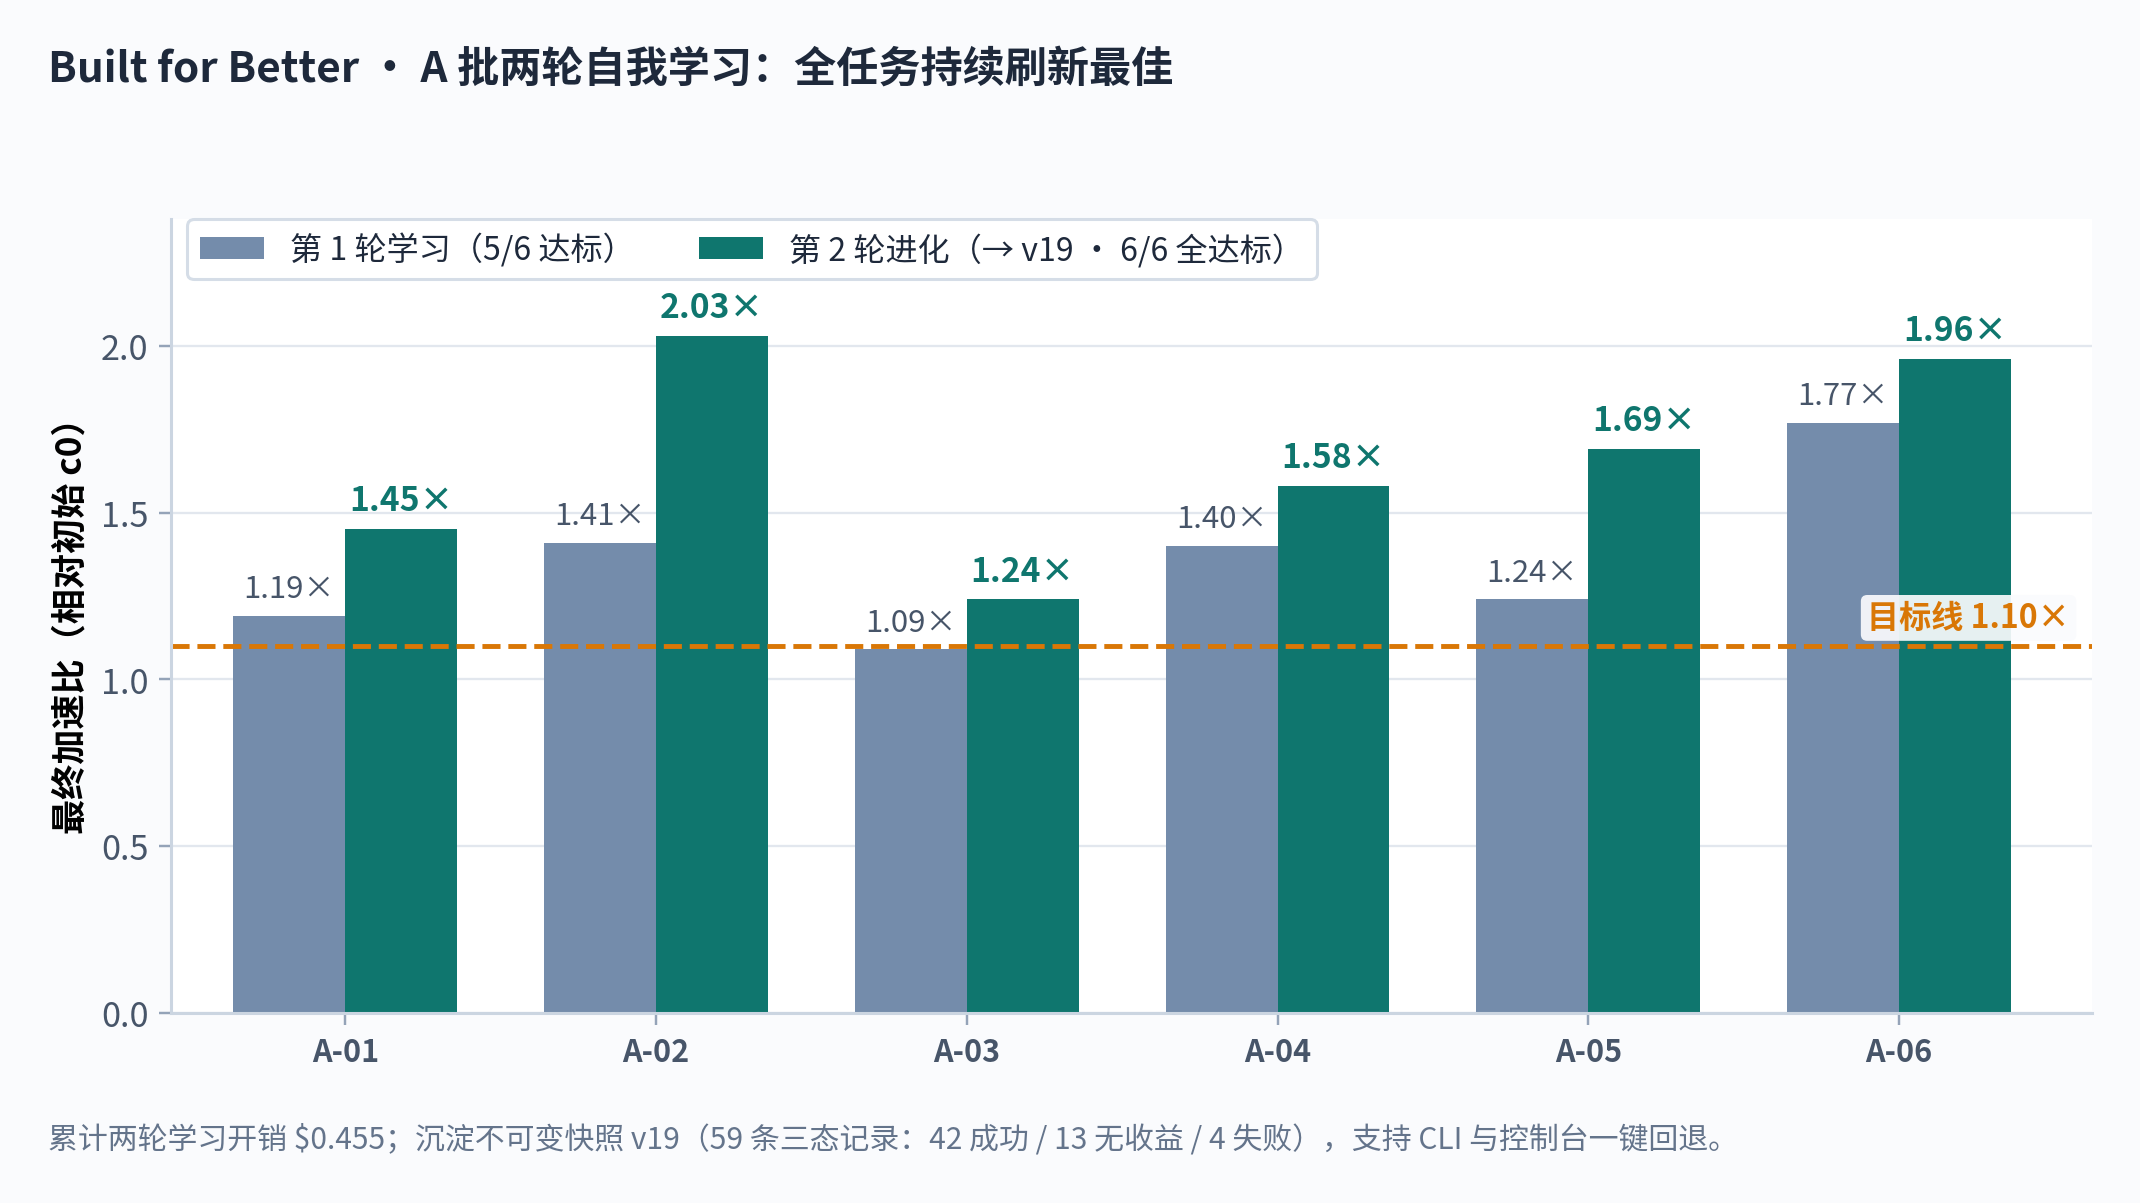 Built for Better · A 批两轮自我学习：全任务持续刷新最佳
第 1 轮学习（5/6 达标）
第 2 轮进化（→ v19 · 6/6 全达标）
最终加速比（相对初始 c0）
2.0
1.5
1.0
0.5
0.0
1.19×
1.45×
1.41×
2.03×
1.09×
1.24×
1.40×
1.58×
1.24×
1.69×
1.77×
1.96×
目标线 1.10×
A-01
A-02
A-03
A-04
A-05
A-06
累计两轮学习开销 $0.455；沉淀不可变快照 v19（59 条三态记录：42 成功 / 13 无收益 / 4 失败），支持 CLI 与控制台一键回退。